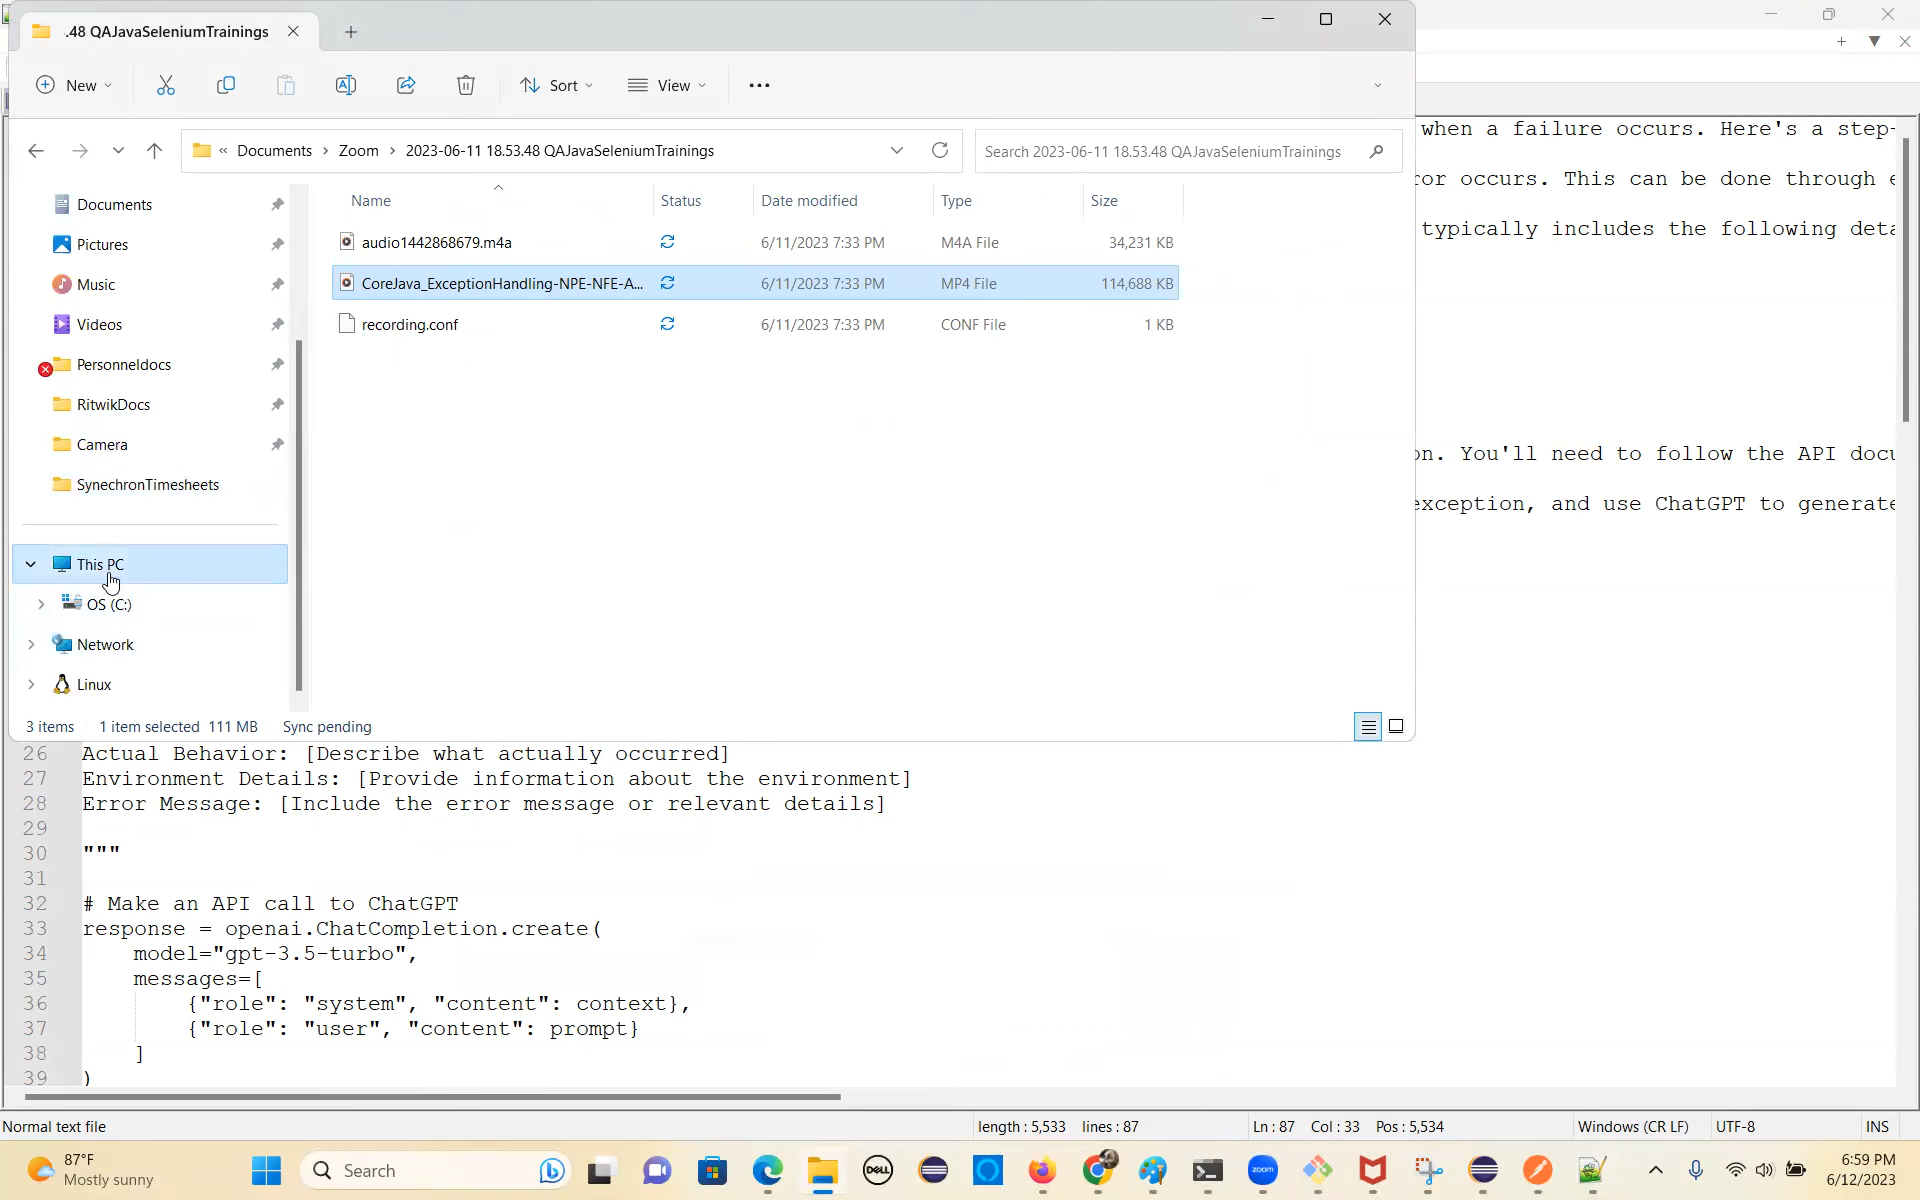 .48 QAJavaSeleniumTrainings
New
Sort
View
« Documents > Zoom > 2023-06-11 18.53.48 QAJavaSeleniumTrainings
Search 2023-06-11 18.53.48 QAJavaSeleniumTrainings
Name Status Date modified Type Size
audio1442868679.m4a 6/11/2023 7:33 PM M4A File 34,231 KB
CoreJava_ExceptionHandling-NPE-NFE-A... 6/11/2023 7:33 PM MP4 File 114,688 KB
recording.conf 6/11/2023 7:33 PM CONF File 1 KB
Documents
Pictures
Music
Videos
Personneldocs
RitwikDocs
Camera
SynechronTimesheets
This PC
OS (C:)
Network
Linux
3 items 1 item selected 111 MB Sync pending
when a failure occurs. Here's a step-
occurs. This can be done through
typically includes the following
You'll need to follow the API
exception, and use ChatGPT to generate
26 Actual Behavior: [Describe what actually occurred]
27 Environment Details: [Provide information about the environment]
28 Error Message: [Include the error message or relevant details]
29
30 """
31
32 # Make an API call to ChatGPT
33 response = openai.ChatCompletion.create(
34 model="gpt-3.5-turbo",
35 messages=[
36 {"role": "system", "content": context},
37 {"role": "user", "content": prompt}
38 ]
39 )
Normal text file length : 5,533 lines : 87 Ln : 87 Col : 33 Pos : 5,534 Windows (CR LF) UTF-8 INS
87°F
Mostly sunny
Search
DELL
zoom
6:59 PM
6/12/2023